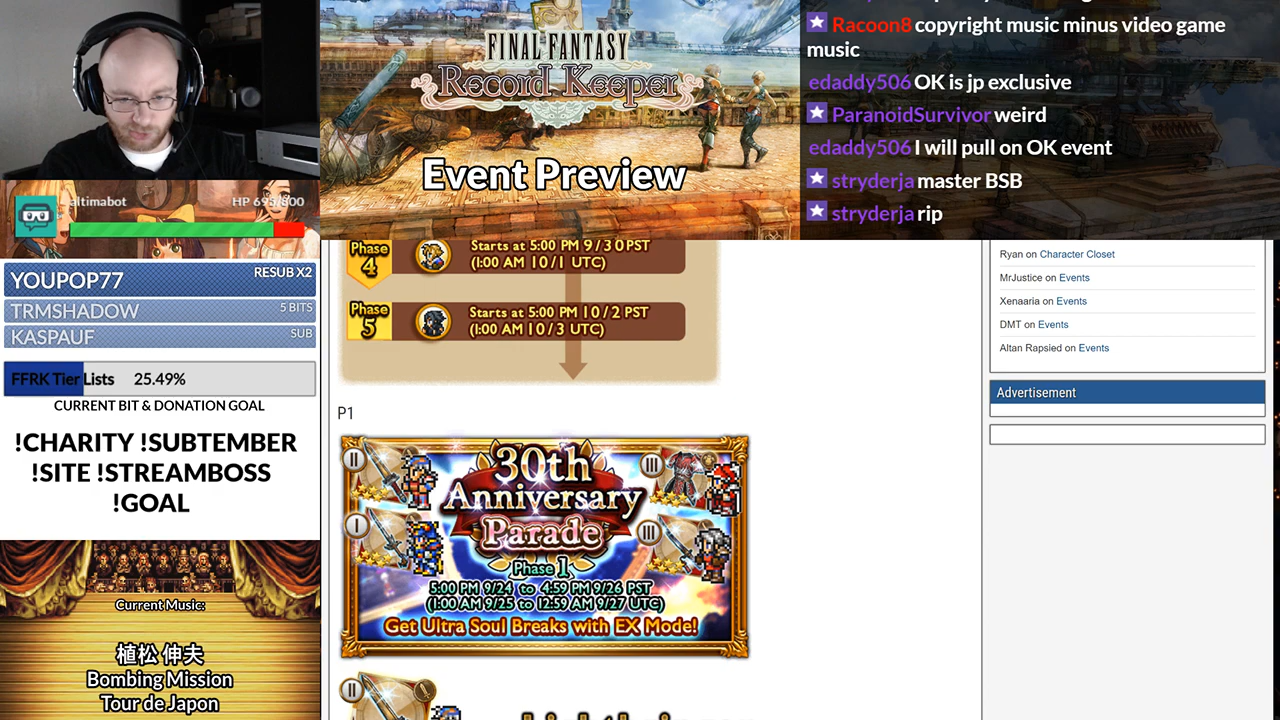 altimabot
YOUPOP77 RESUB X2
TRMSHADOW 5 BITS
KASPAUF SUB
FFRK Tier Lists 25.49%
CURRENT BIT & DONATION GOAL
!CHARITY !SUBTEMBER
!SITE !STREAMBOSS
!GOAL
Current Music:
植松 伸夫
Bombing Mission
Tour de Japon
FINAL FANTASY
Record Keeper
Event Preview
Racoon8 copyright music minus video game
music
edaddy506 OK is jp exclusive
ParanoidSurvivor weird
edaddy506 I will pull on OK event
stryderja master BSB
stryderja rip
Phase
4
Starts at 5:00 PM 9/30 PST
(1:00 AM 10/1 UTC)
Phase
5
Starts at 5:00 PM 10/2 PST
(1:00 AM 10/3 UTC)
P1
II
III
I
III
30th
Anniversary
Parade
Phase 1
5:00 PM 9/24 to 4:59 PM 9/26 PST
(1:00 AM 9/25 to 12:59 AM 9/27 UTC)
Get Ultra Soul Breaks with EX Mode!
II
Ryan on Character Closet
MrJustice on Events
Xenaaria on Events
DMT on Events
Altan Rapsied on Events
Advertisement